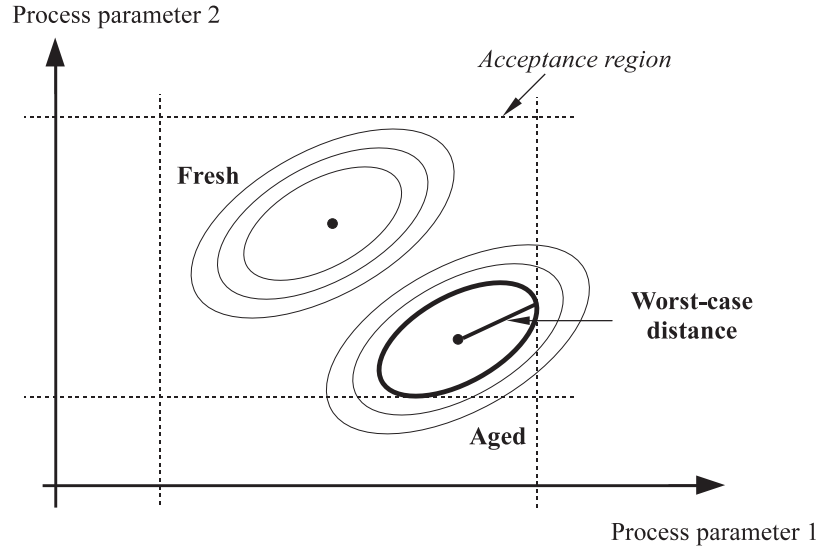 Process parameter 2
Acceptance region
Fresh
Worst-case
distance
Aged
Process parameter 1